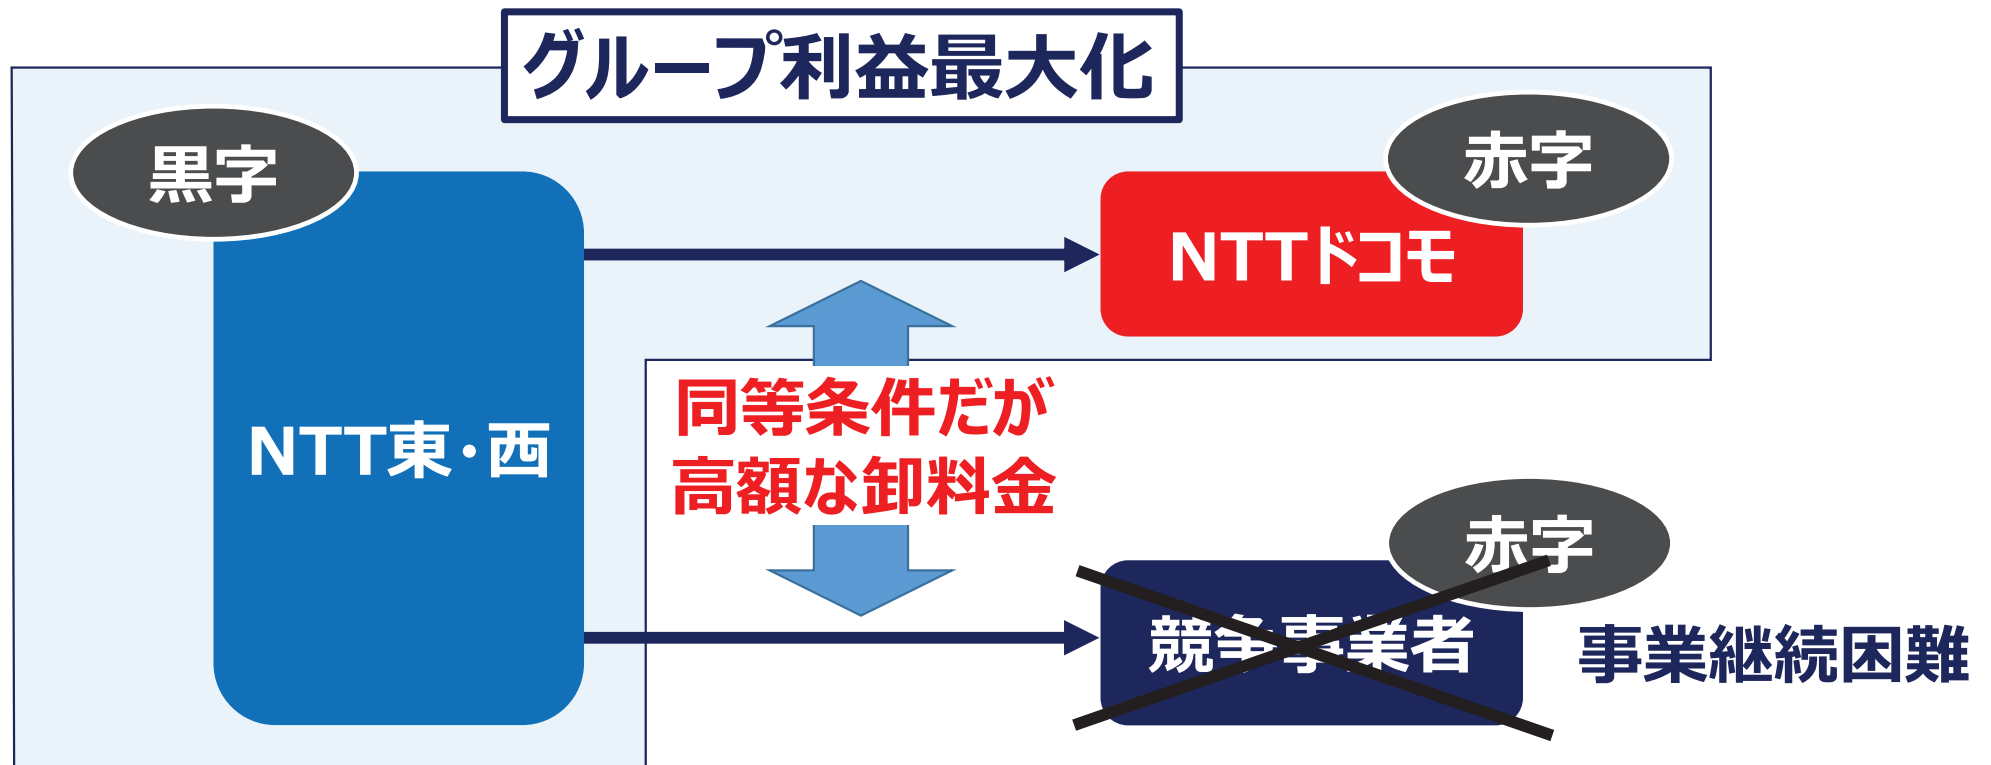 グループ利益最大化
黒字
赤字
NTTドコモ
NTT東・西
同等条件だが
高額な卸料金
赤字
競争事業者
事業継続困難